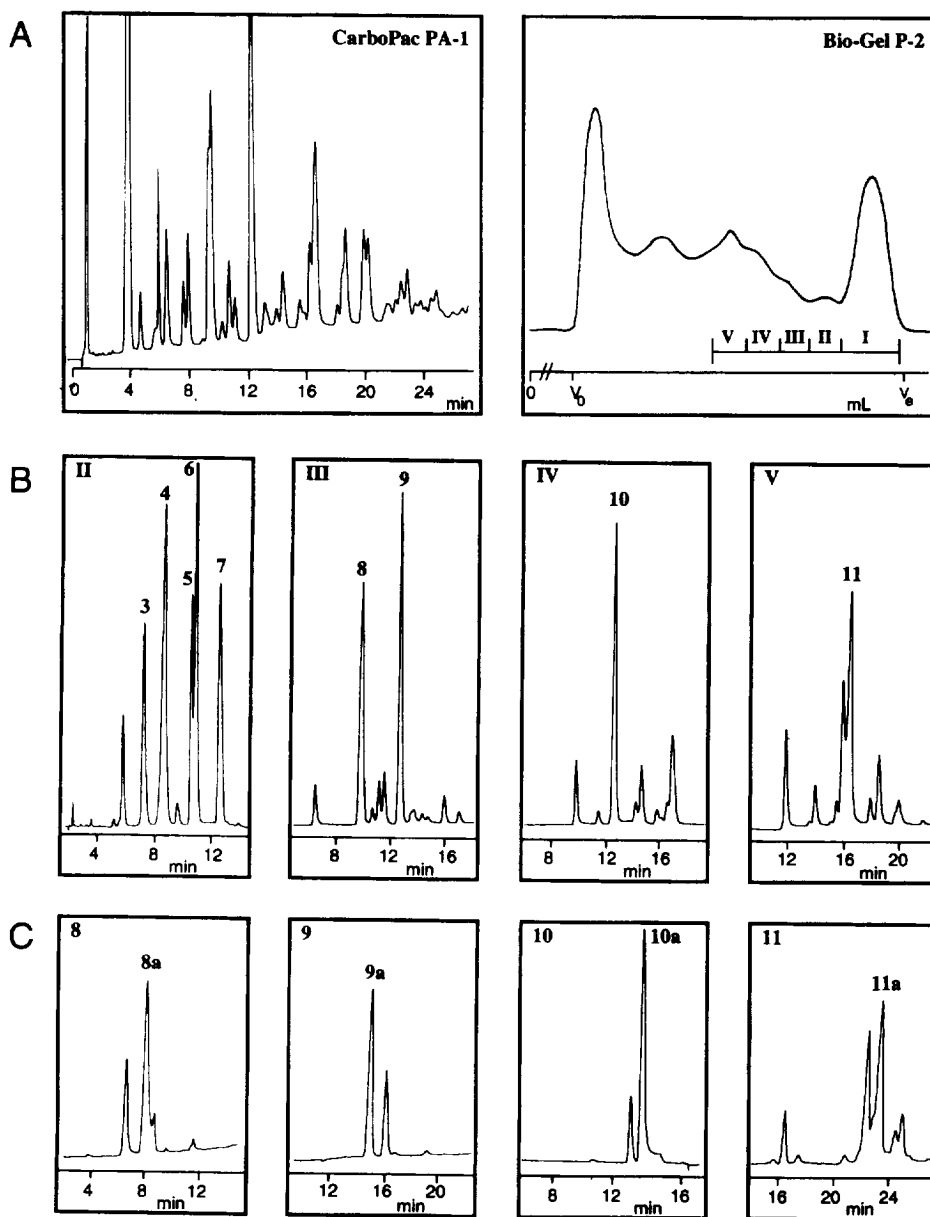 A
CarboPac PA-1
0 4 8 12 16 20 24
min
Bio-Gel P-2
V IV III II I
0 V0 mL Ve
B
II
3 4 5 6 7
4 8 12
min
III
8 9
8 12 16
min
IV
10
8 12 16
min
V
11
12 16 20
min
C
8
8a
4 8 12
min
9
9a
12 16 20
min
10
10a
8 12 16
min
11
11a
16 20 24
min